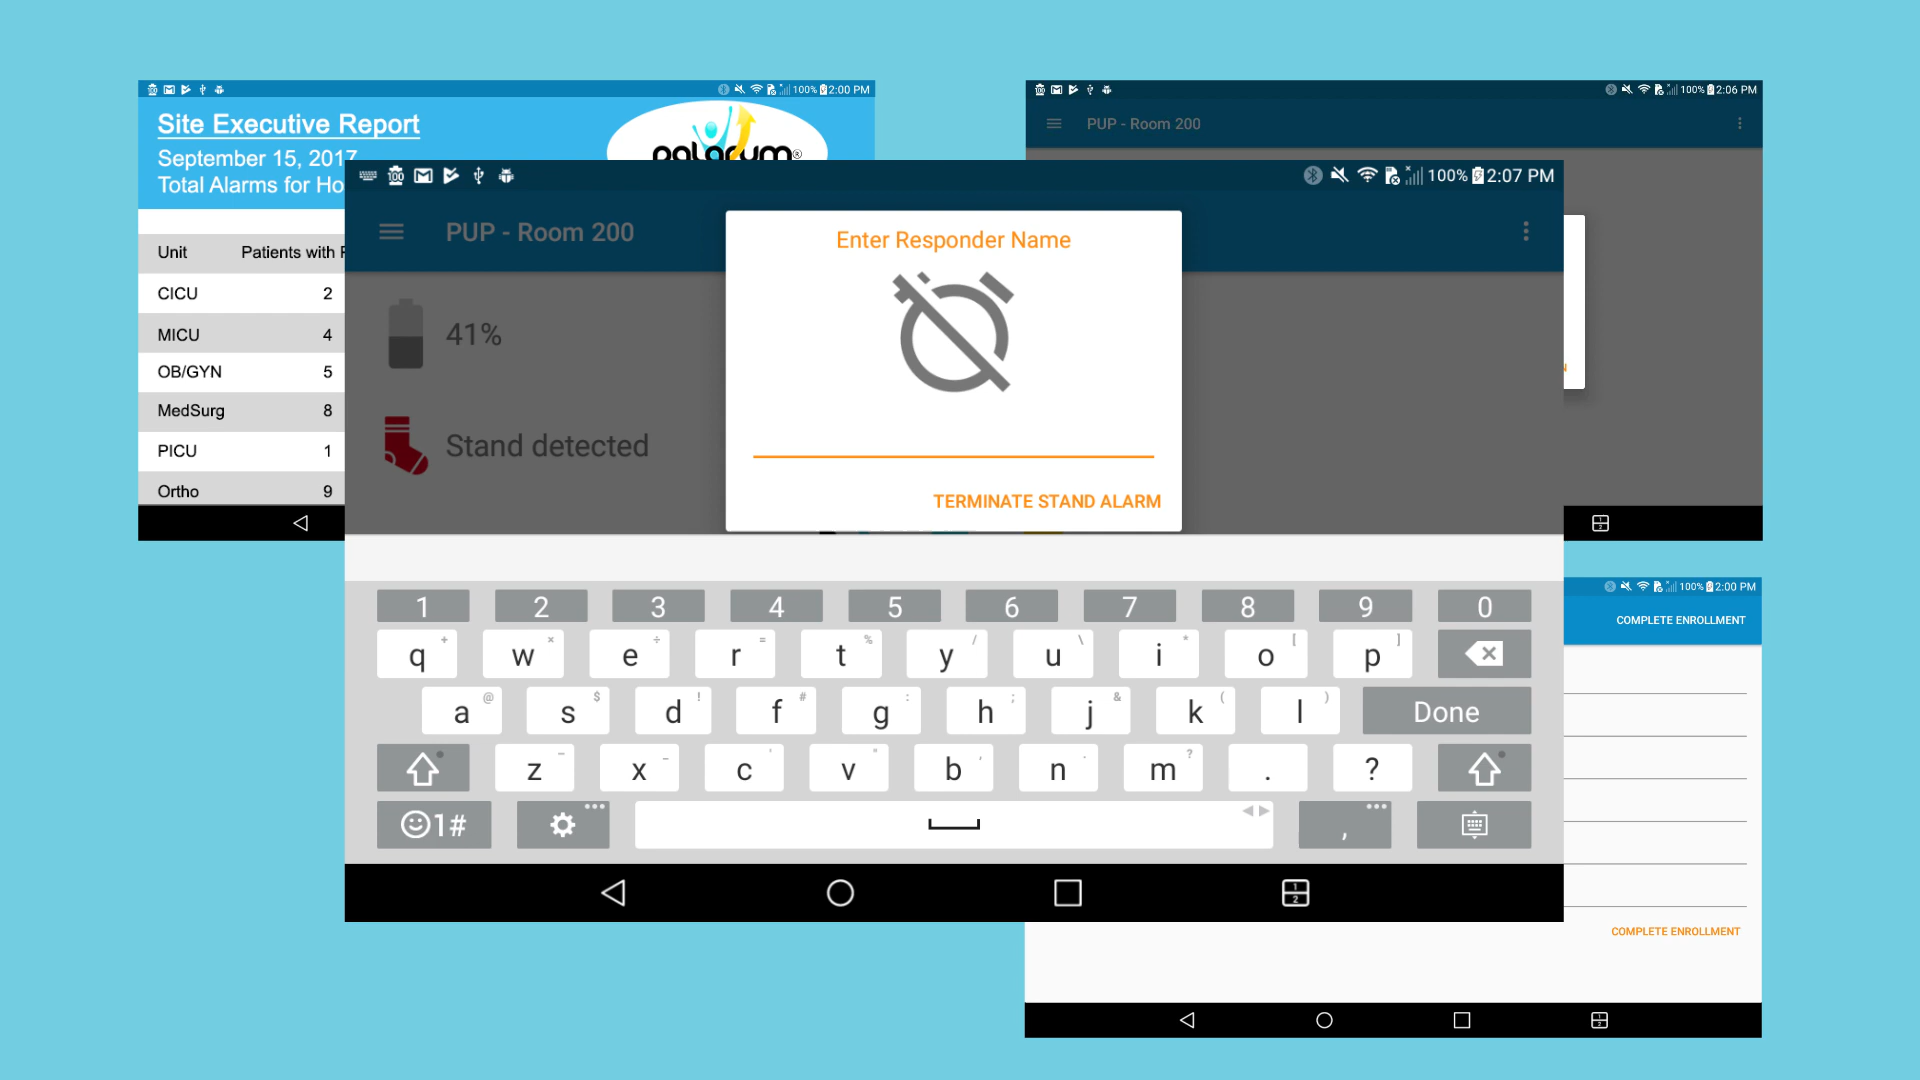 100% 2:00 PM
Site Executive Report
September 15, 2017
Total Alarms for Ho
palarum®
Unit Patients with
CICU 2
MICU 4
OB/GYN 5
MedSurg 8
PICU 1
Ortho 9
100% 2:06 PM
PUP - Room 200
100 100% 2:07 PM
PUP - Room 200
41%
Stand detected
Enter Responder Name
TERMINATE STAND ALARM
1 2 3 4 5 6 7 8 9 0
q + w × e ÷ r = t % y / u \ i * o [ p ]
a @ s $ d ! f # g : h ; j & k ( l ) Done
z x c v b n m ? . ?
1# ... ... ,
1 2
100% 2:00 PM
COMPLETE ENROLLMENT
COMPLETE ENROLLMENT